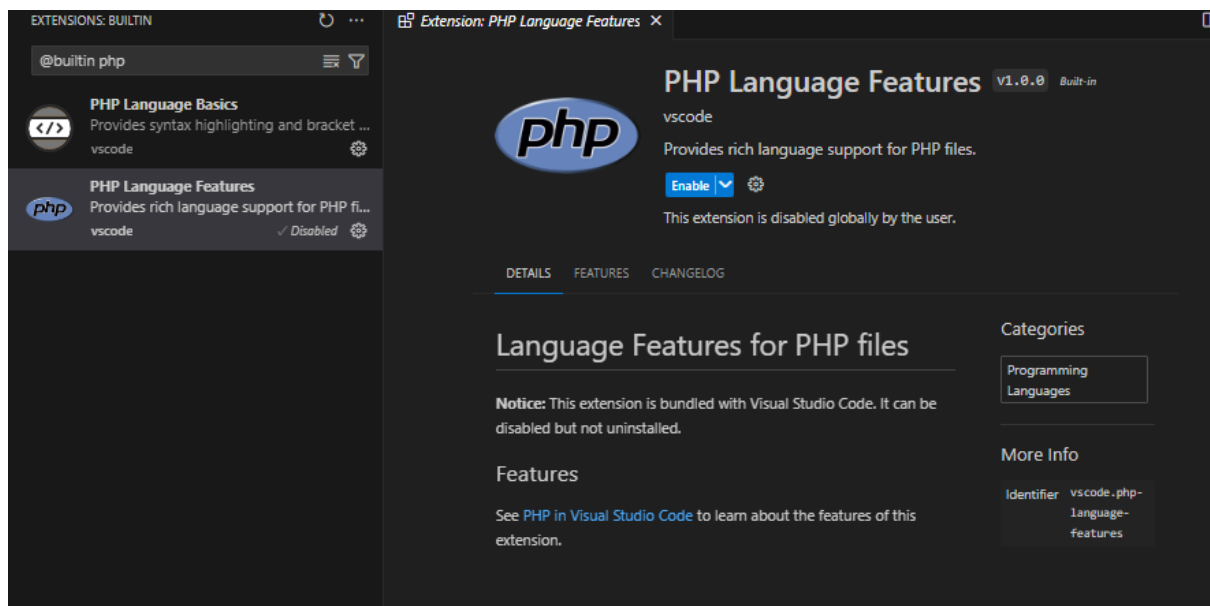 EXTENSIONS: BUILTIN
@builtin php
PHP Language Basics
Provides syntax highlighting and bracket ...
vscode
php
PHP Language Features
Provides rich language support for PHP fi...
vscode
Disabled
Extension: PHP Language Features
php
PHP Language Features v1.0.0 Built-in
vscode
Provides rich language support for PHP files.
Enable
This extension is disabled globally by the user.
DETAILS FEATURES CHANGELOG
Language Features for PHP files
Notice: This extension is bundled with Visual Studio Code. It can be
disabled but not uninstalled.
Features
See PHP in Visual Studio Code to learn about the features of this
extension.
Categories
Programming
Languages
More Info
Identifier vscode.php-
language-
features